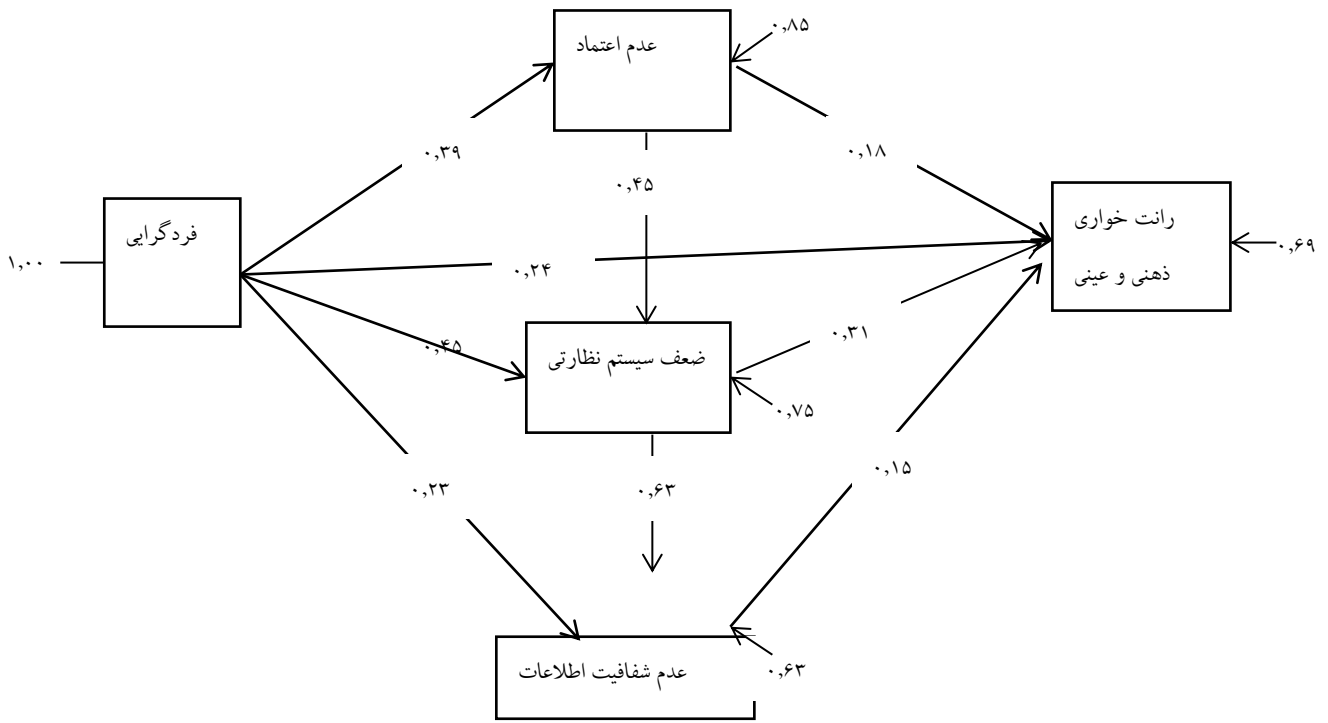 ۰,۸۵
عدم اعتماد
۰,۳۹
۰,۱۸
۰,۴۵
رانت خواری
ذهنی و عینی
فردگرایی
۱,۰۰
۰,۶۹
۰,۲۴
۰,۴۵
ضعف سیستم نظارتی
۰,۳۱
۰,۷۵
۰,۱۵
۰,۲۳
۰,۶۳
عدم شفافیت اطلاعات
۰,۶۳